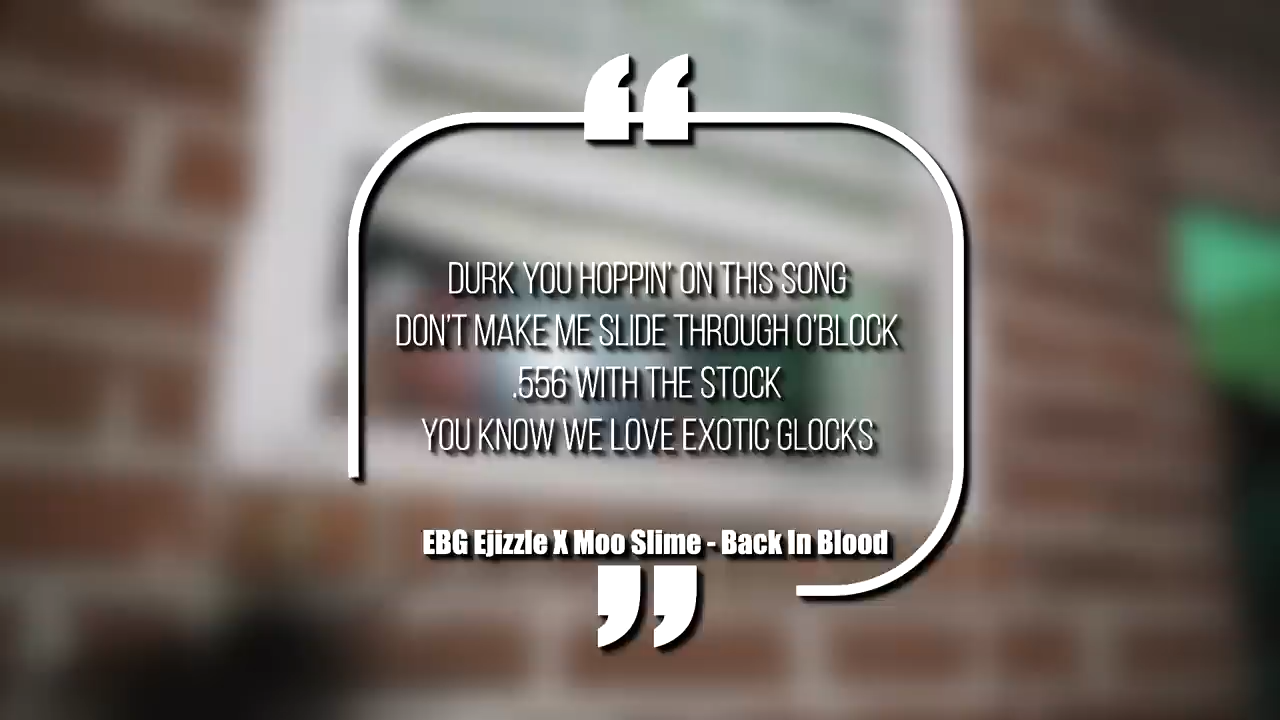 DURK YOU HOPPIN' ON THIS SONG
DON'T MAKE ME SLIDE THROUGH O'BLOCK
.556 WITH THE STOCK
YOU KNOW WE LOVE EXOTIC GLOCKS
EBG Ejizzle X Moo Slime - Back In Blood